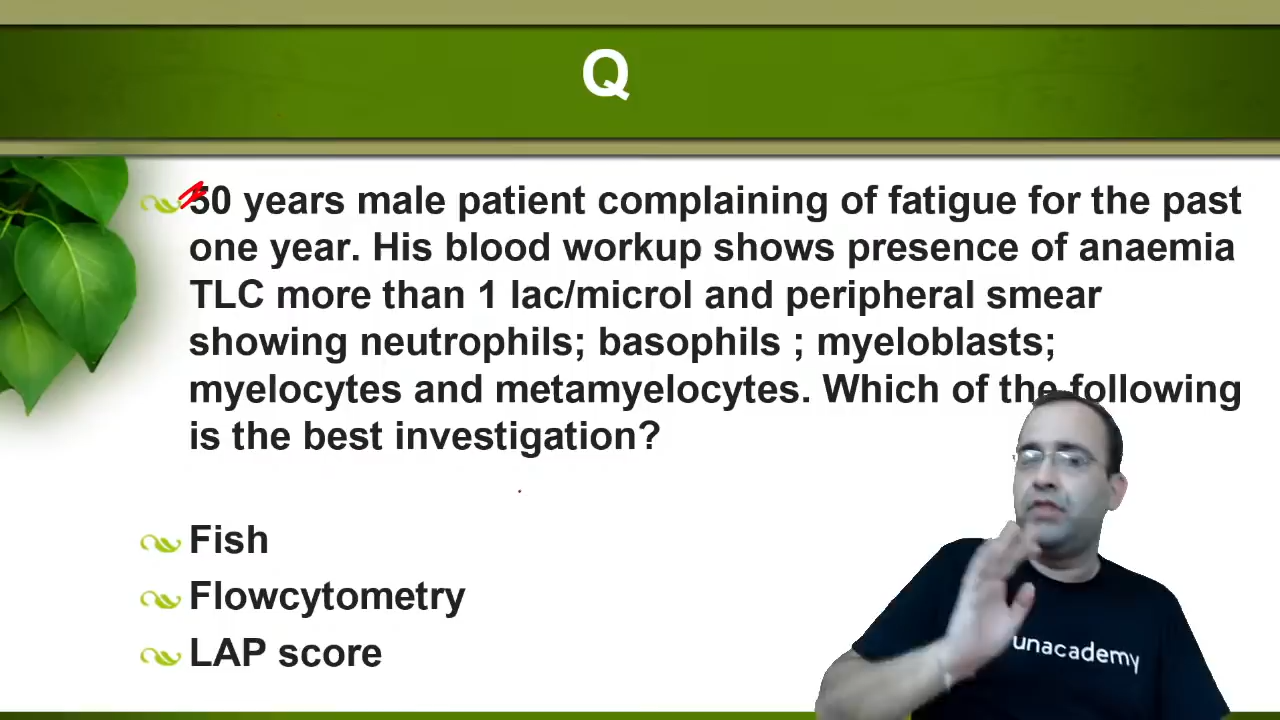 Q
50 years male patient complaining of fatigue for the past
one year. His blood workup shows presence of anaemia
TLC more than 1 lac/microl and peripheral smear
showing neutrophils; basophils ; myeloblasts;
myelocytes and metamyelocytes. Which of the following
is the best investigation?
Fish
Flowcytometry
LAP score
unacademy